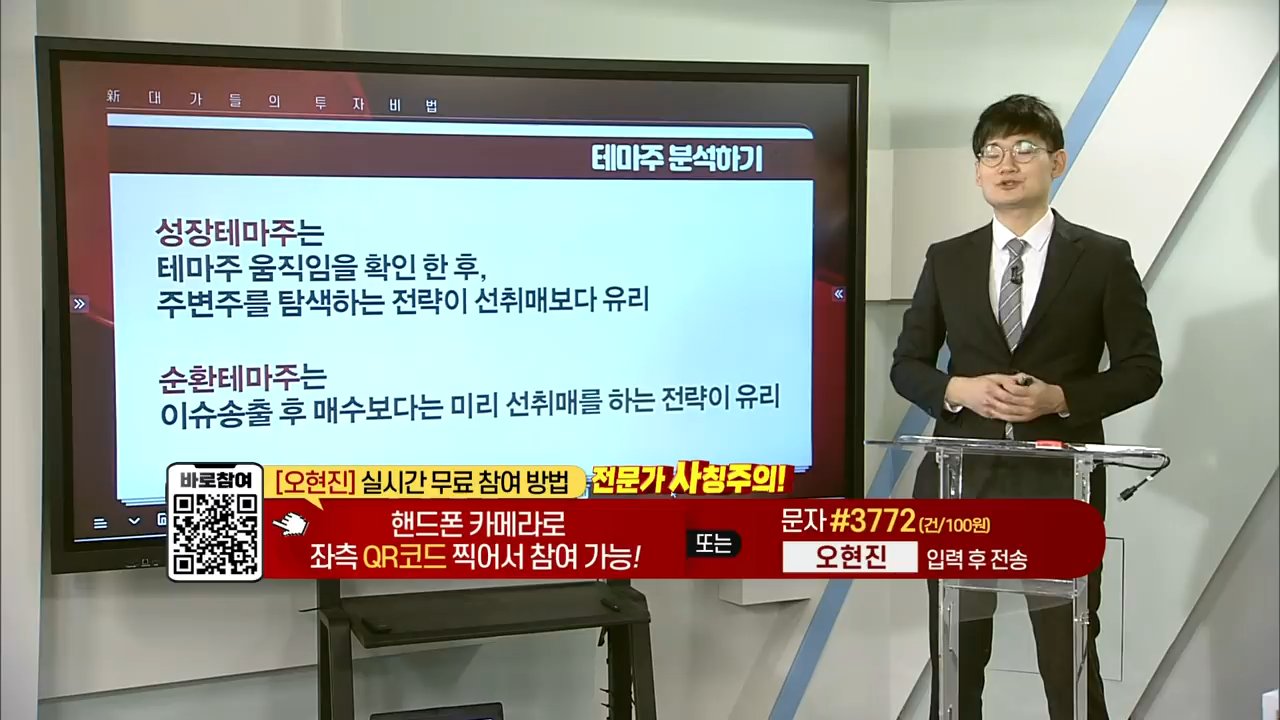 新대가들의투자비법
테마주 분석하기
성장테마주는
테마주 움직임을 확인 한 후,
주변주를 탐색하는 전략이 선취매보다 유리
순환테마주는
이슈송출 후 매수보다는 미리 선취매를 하는 전략이 유리
바로참여
[오현진] 실시간 무료 참여 방법
전문가 사칭주의!
핸드폰 카메라로
좌측 QR코드 찍어서 참여 가능!
또는
문자 #3772 (건/100원)
오현진 입력 후 전송